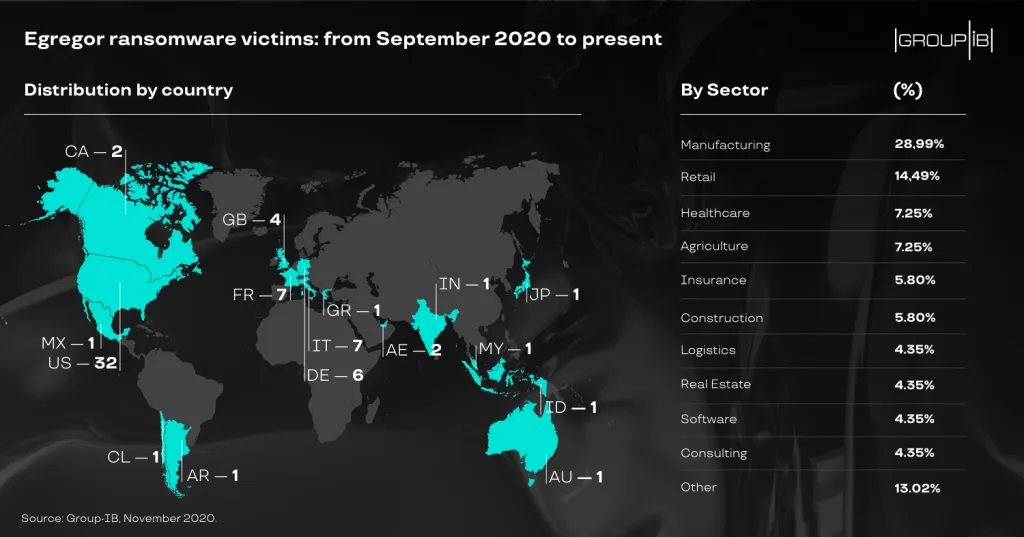 Egregor ransomware victims: from September 2020 to present
|GROUP|iB|
Distribution by country
CA — 2
GB — 4
IN — 1
FR — 7
GR — 1
JP — 1
MX — 1
US — 32
IT — 7
AE — 2
MY — 1
DE — 6
ID — 1
CL — 1
AR — 1
AU — 1
By Sector (%)
Manufacturing 28,99%
Retail 14,49%
Healthcare 7.25%
Agriculture 7.25%
Insurance 5.80%
Construction 5.80%
Logistics 4.35%
Real Estate 4.35%
Software 4.35%
Consulting 4.35%
Other 13.02%
Source: Group-IB, November 2020.